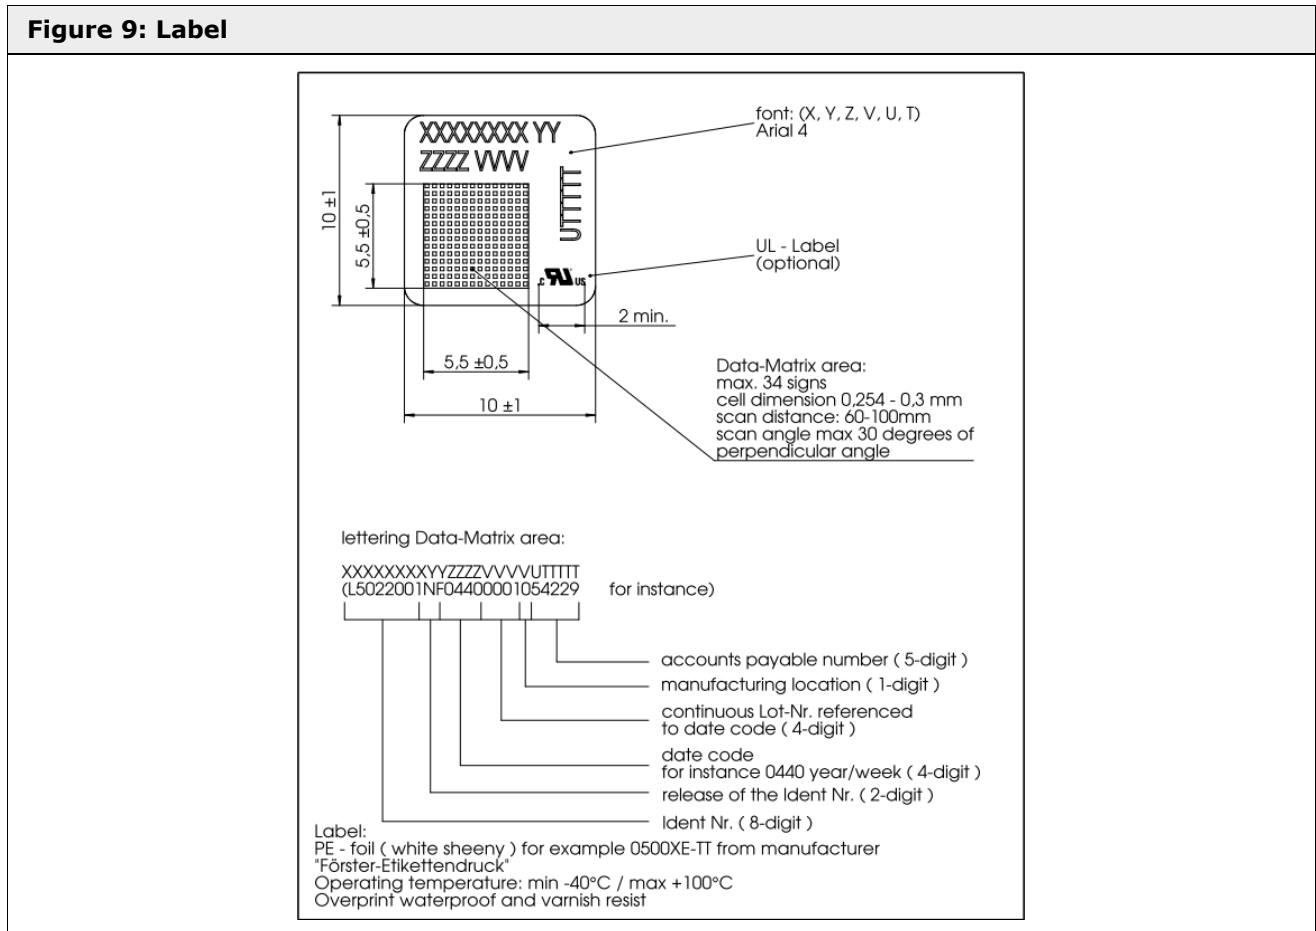 Figure 9: Label
font: (X, Y, Z, V, U, T)
Arial 4
XXXXXXXX YY
ZZZZ VVVV
UTTTTT
10 ±1
5,5 ±0,5
UL - Label
(optional)
c RU us
2 min.
5,5 ±0,5
10 ±1
Data-Matrix area:
max. 34 signs
cell dimension 0,254 - 0,3 mm
scan distance: 60-100mm
scan angle max 30 degrees of
perpendicular angle
lettering Data-Matrix area:
XXXXXXXXYYZZZZVVVVUTTTTT
(L5022001NF04400001054229 for instance)
accounts payable number ( 5-digit )
manufacturing location ( 1-digit )
continuous Lot-Nr. referenced
to date code ( 4-digit )
date code
for instance 0440 year/week ( 4-digit )
release of the Ident Nr. ( 2-digit )
Ident Nr. ( 8-digit )
Label:
PE - foil ( white sheeny ) for example 0500XE-TT from manufacturer
"Förster-Etikettendruck"
Operating temperature: min -40°C / max +100°C
Overprint waterproof and varnish resist